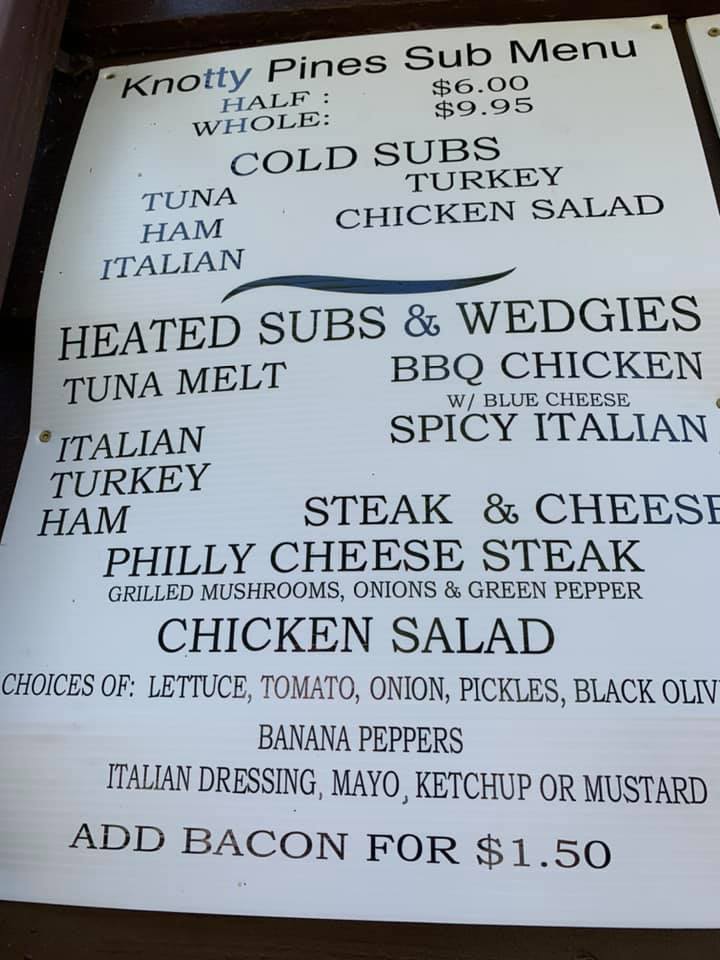 Knotty Pines Sub Menu
HALF : $6.00
WHOLE: $9.95
COLD SUBS
TUNA TURKEY
HAM CHICKEN SALAD
ITALIAN
HEATED SUBS & WEDGIES
TUNA MELT BBQ CHICKEN
W/ BLUE CHEESE
ITALIAN SPICY ITALIAN
TURKEY
HAM STEAK & CHEESE
PHILLY CHEESE STEAK
GRILLED MUSHROOMS, ONIONS & GREEN PEPPER
CHICKEN SALAD
CHOICES OF: LETTUCE, TOMATO, ONION, PICKLES, BLACK OLIV
BANANA PEPPERS
ITALIAN DRESSING, MAYO, KETCHUP OR MUSTARD
ADD BACON FOR $1.50